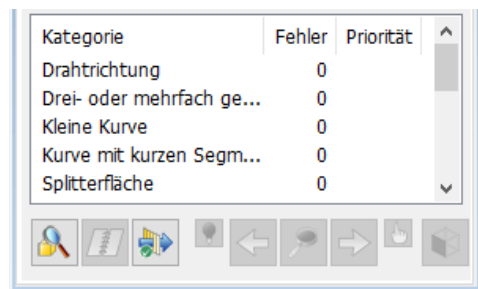 Kategorie Fehler Priorität
Drahtrichtung 0
Drei- oder mehrfach ge... 0
Kleine Kurve 0
Kurve mit kurzen Segm... 0
Splitterfläche 0